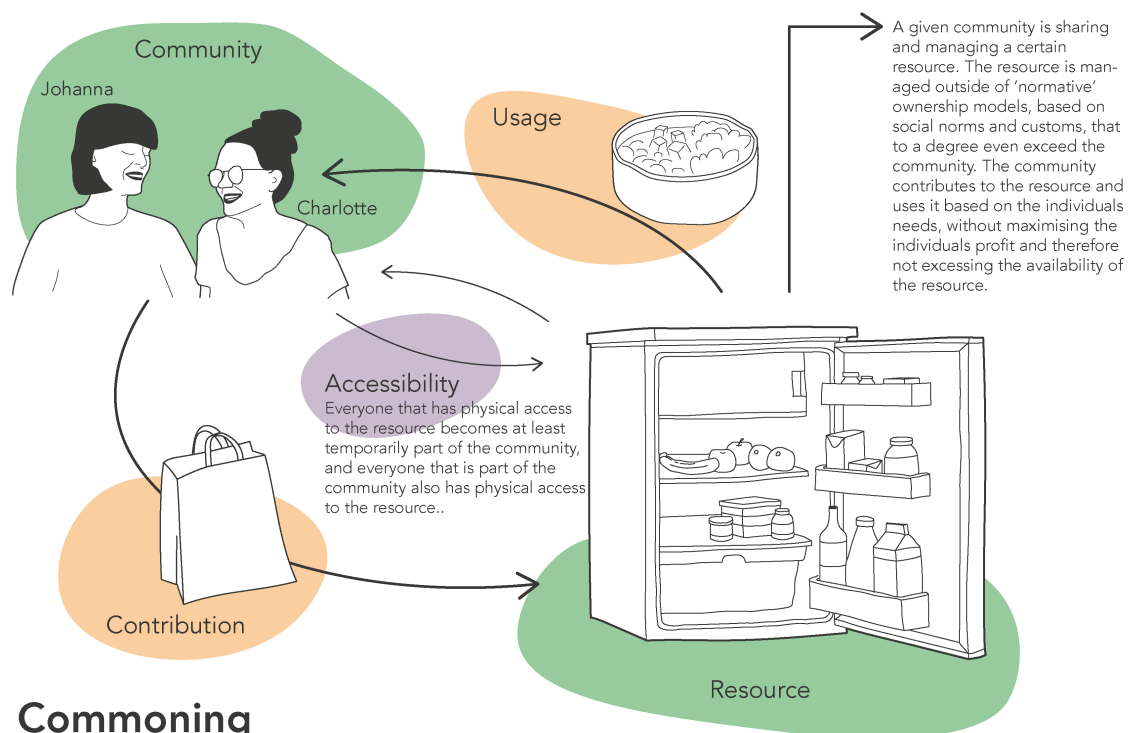 Community
Johanna
Charlotte
Usage
A given community is sharing
and managing a certain
resource. The resource is man-
aged outside of ‘normative‘
ownership models, based on
social norms and customs, that
to a degree even exceed the
community. The community
contributes to the resource and
uses it based on the individuals
needs, without maximising the
individuals profit and therefore
not excessing the availability of
the resource.
Accessibility
Everyone that has physical access
to the resource becomes at least
temporarily part of the community,
and everyone that is part of the
community also has physical access
to the resource..
Contribution
Resource
Commoning